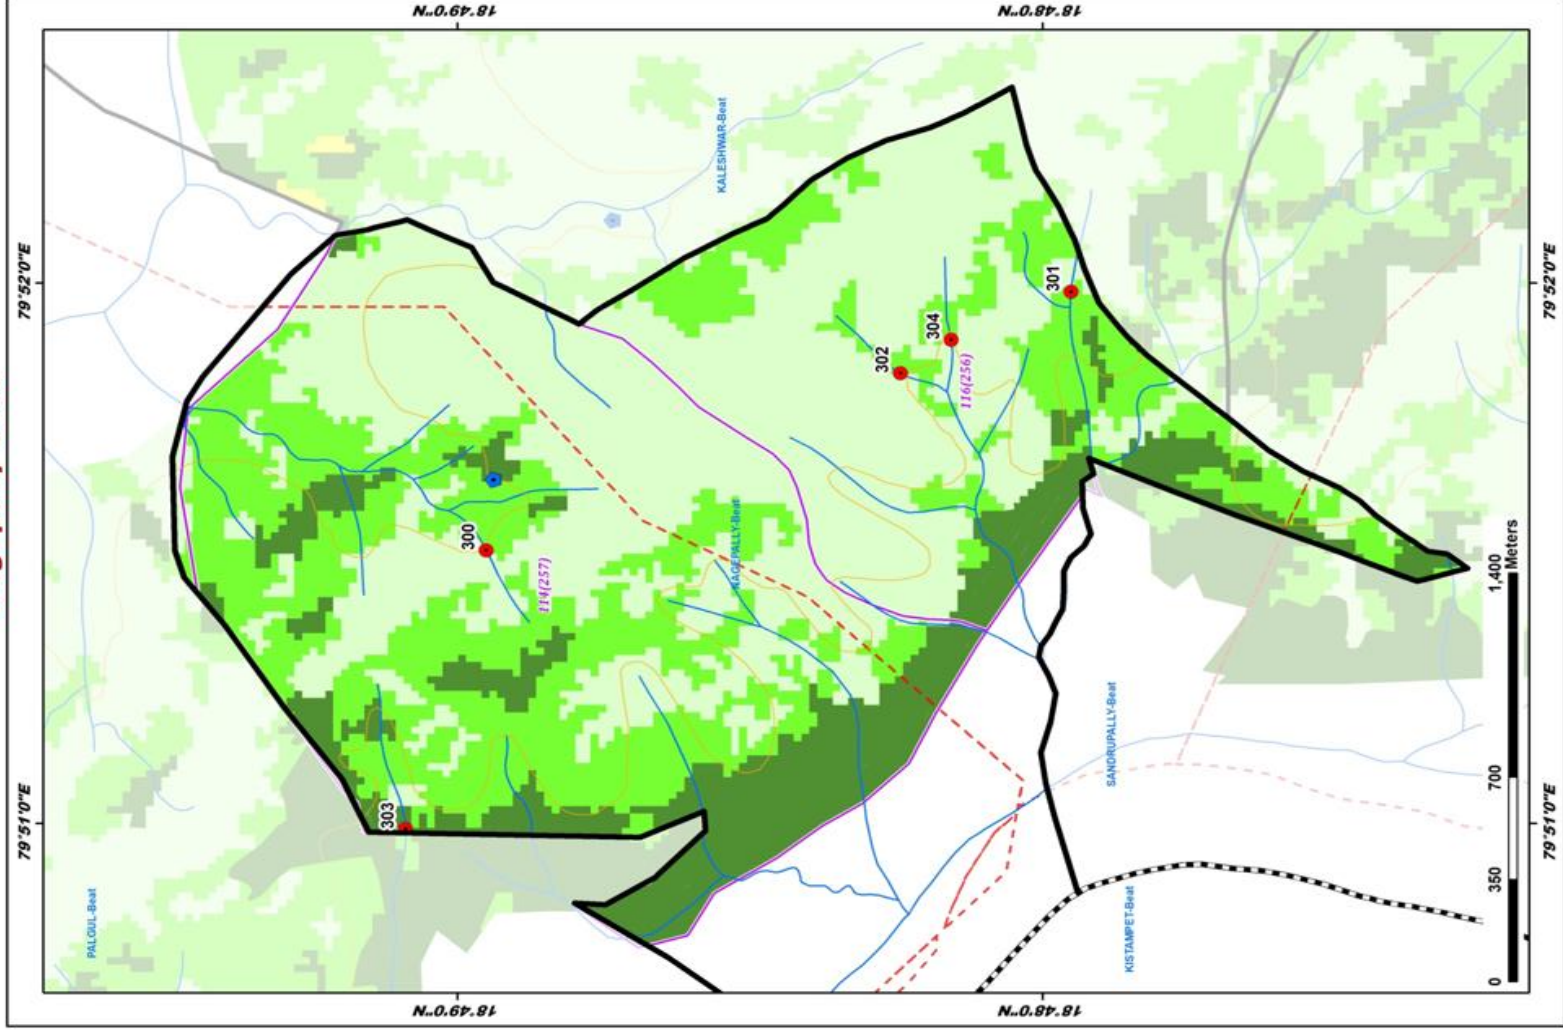 18°49'0"N
18°48'0"N
79°52'0"E
79°52'0"E
KALESHWAR-Beat
301
304
302
116(256)
300
114(257)
NAGEPALLY-Beat
303
SANDRUPALLY-Beat
PALGUL-Beat
KISTAMPET-Beat
79°51'0"E
79°51'0"E
0
350
700
1,400
Meters
18°49'0"N
18°48'0"N